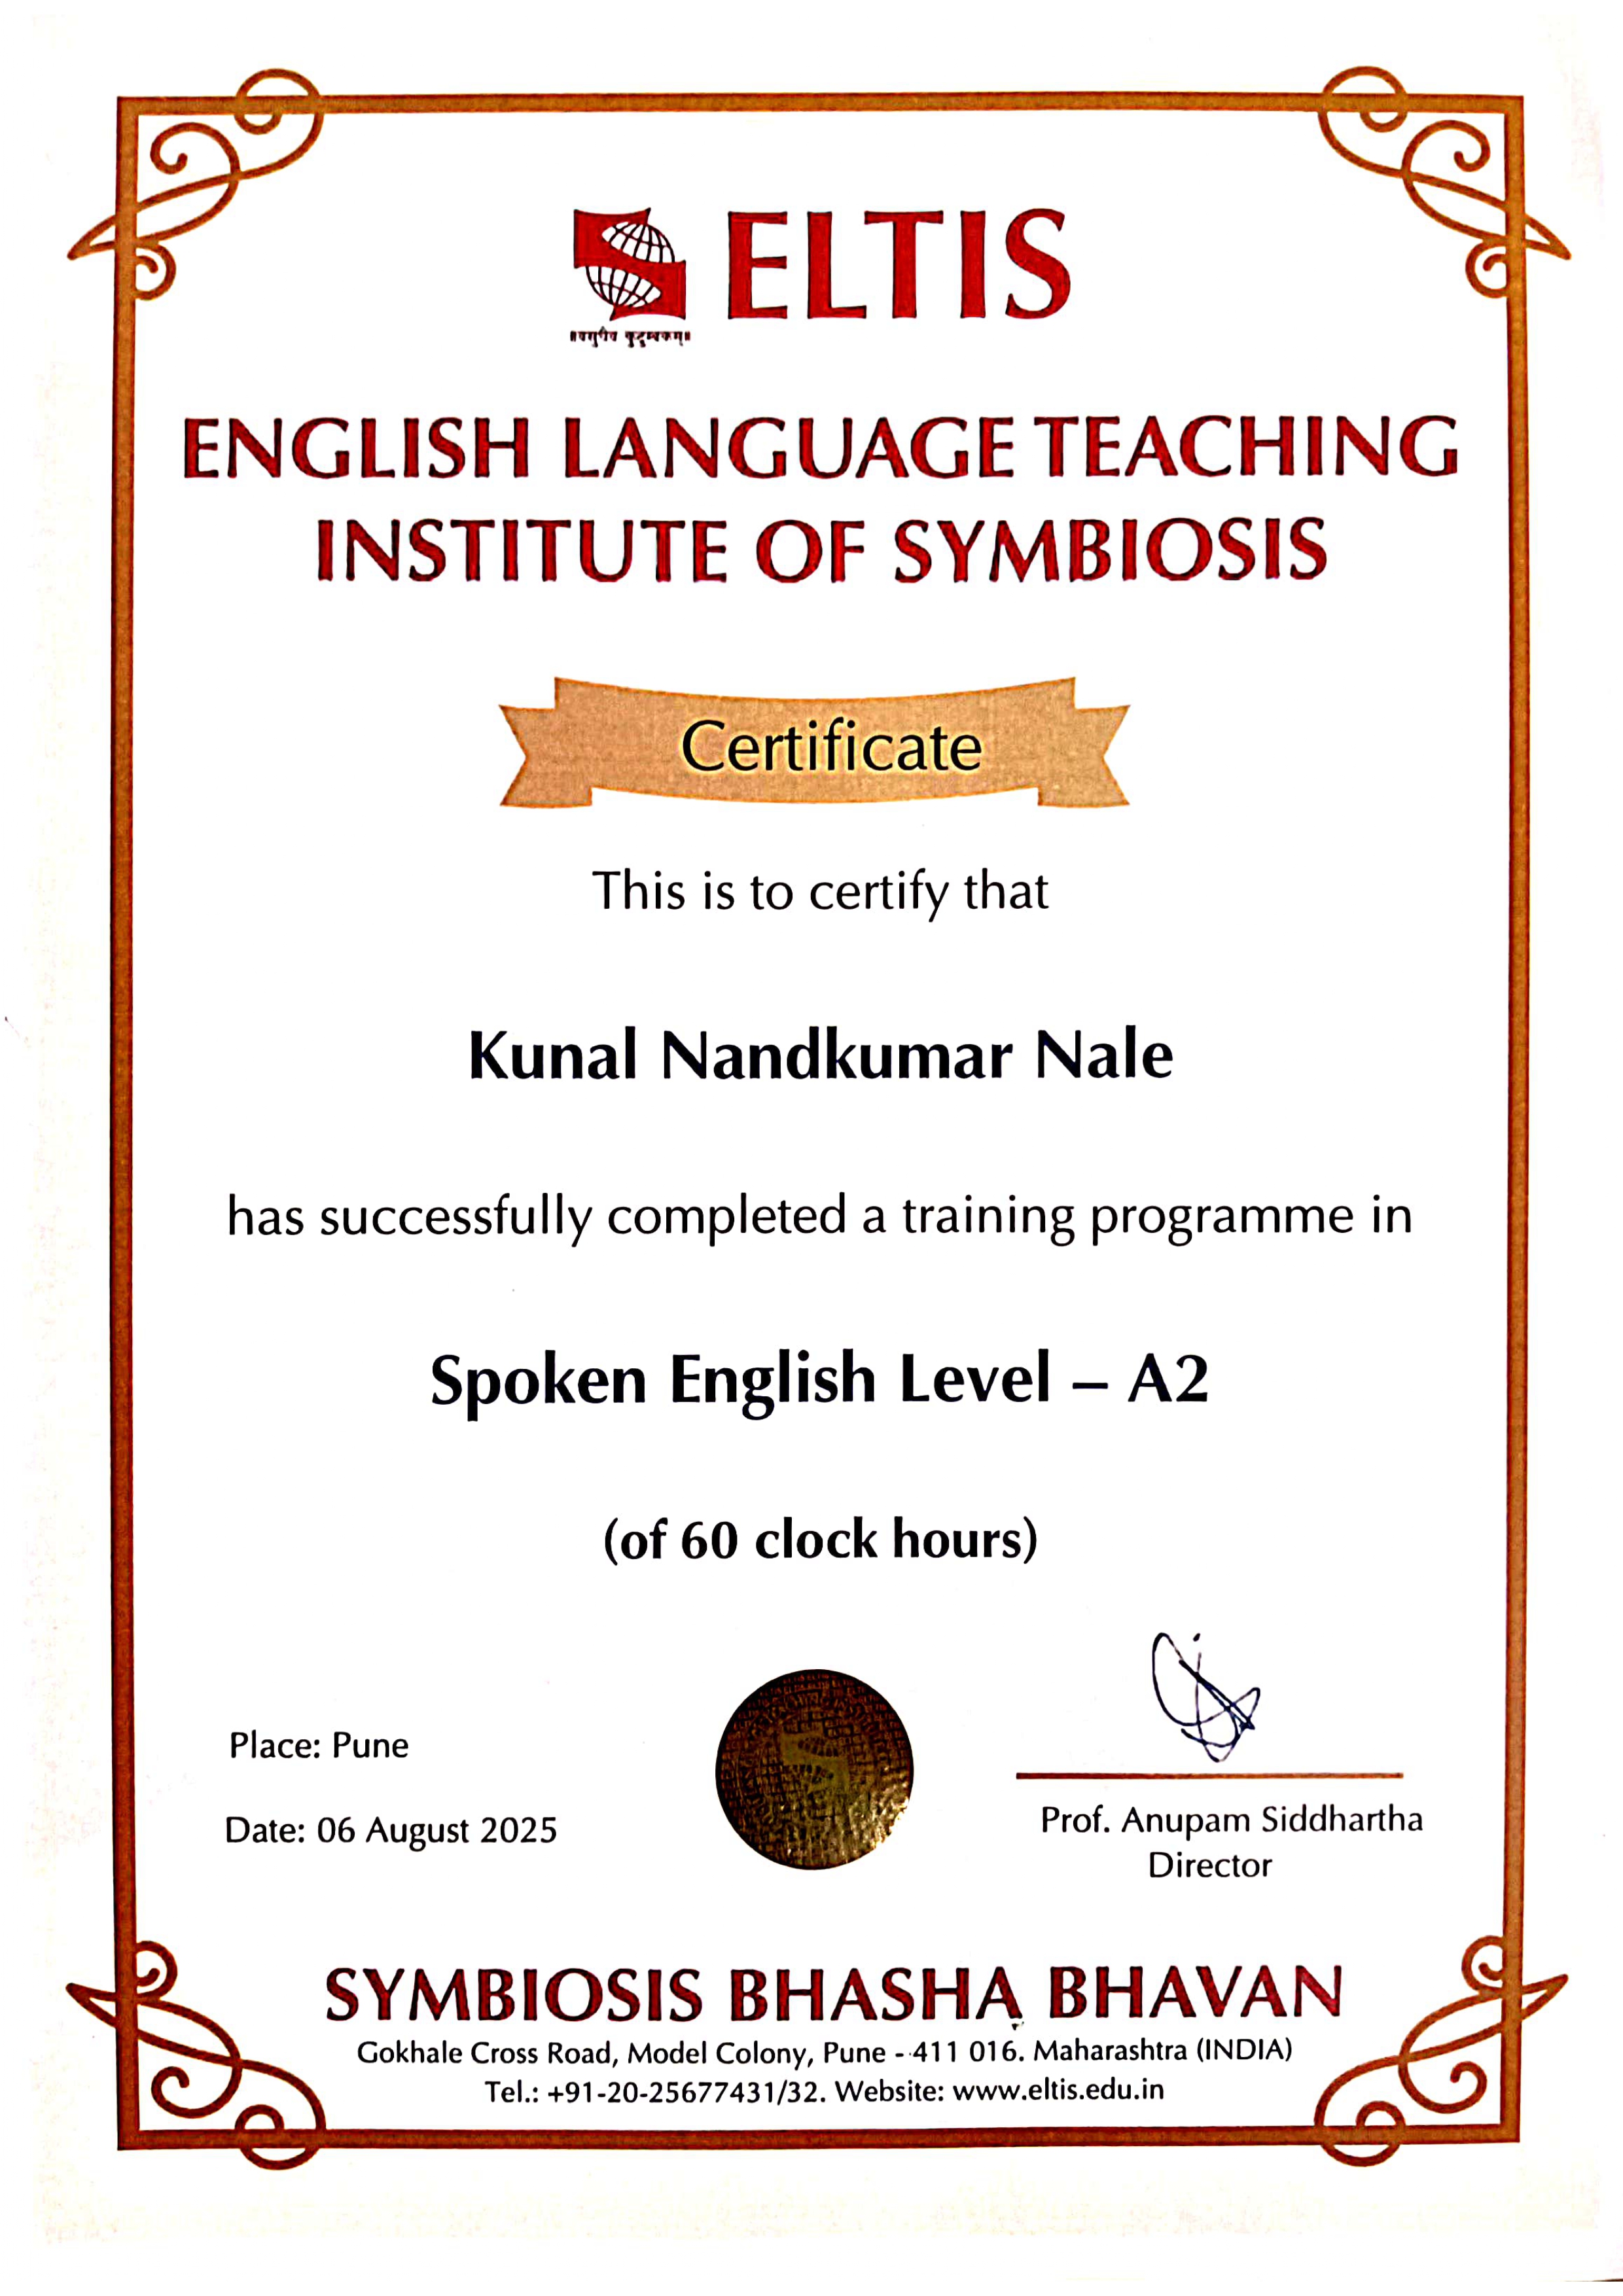 ELTIS
॥वसुधैव कुटुम्बकम्॥
ENGLISH LANGUAGE TEACHING
INSTITUTE OF SYMBIOSIS
Certificate
This is to certify that
Kunal Nandkumar Nale
has successfully completed a training programme in
Spoken English Level – A2
(of 60 clock hours)
Place: Pune
Date: 06 August 2025
Prof. Anupam Siddhartha
Director
SYMBIOSIS BHASHA BHAVAN
Gokhale Cross Road, Model Colony, Pune - 411 016. Maharashtra (INDIA)
Tel.: +91-20-25677431/32. Website: www.eltis.edu.in